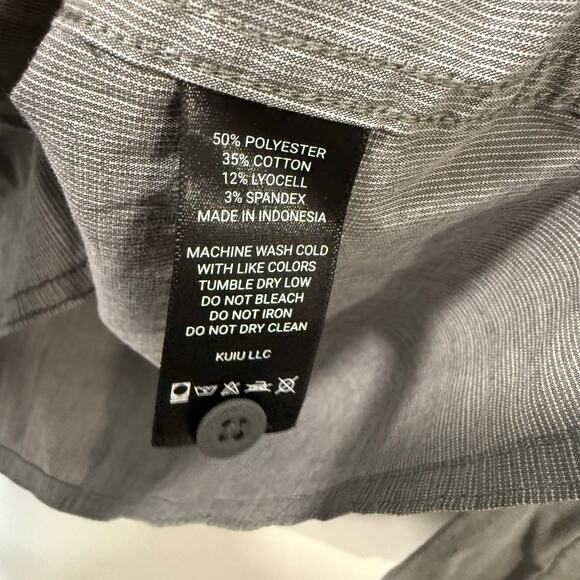 50% POLYESTER
35% COTTON
12% LYOCELL
3% SPANDEX
MADE IN INDONESIA
MACHINE WASH COLD
WITH LIKE COLORS
TUMBLE DRY LOW
DO NOT BLEACH
DO NOT IRON
DO NOT DRY CLEAN
KUIU LLC